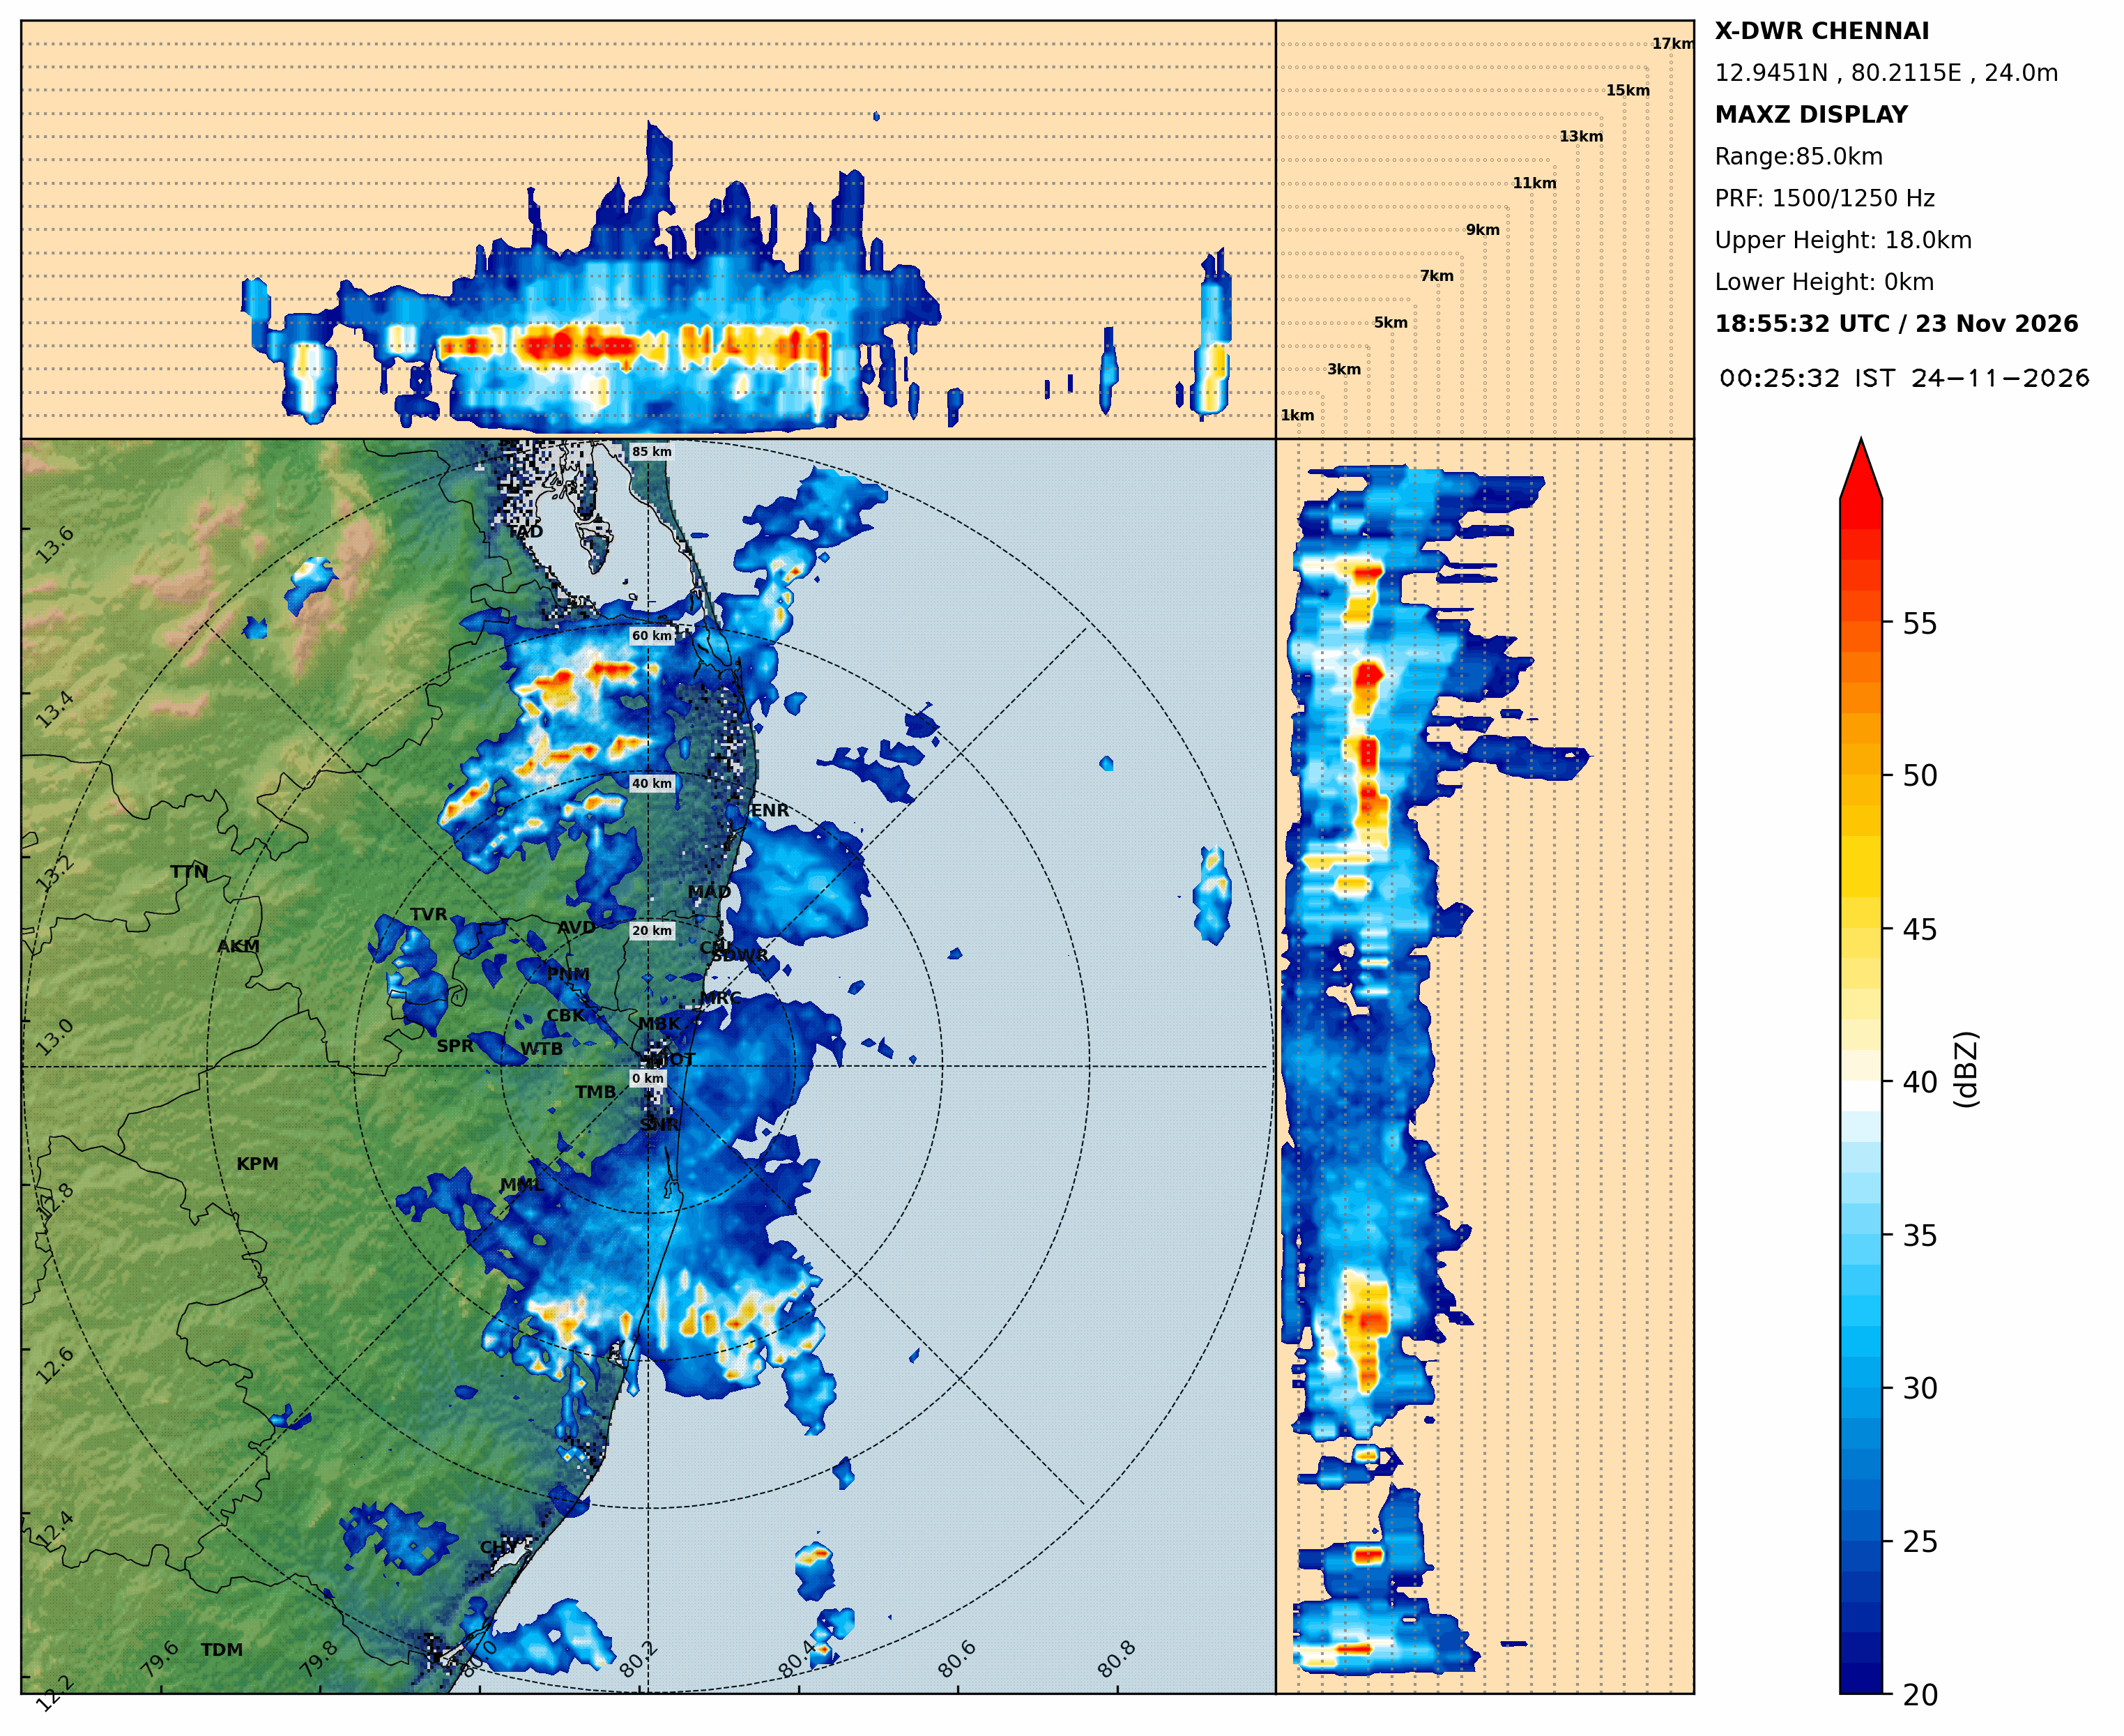 X-DWR CHENNAI
12.9451N , 80.2115E , 24.0m
MAXZ DISPLAY
Range:85.0km
PRF: 1500/1250 Hz
Upper Height: 18.0km
Lower Height: 0km
18:55:32 UTC / 23 Nov 2026
00:25:32 IST 24-11-2026
17km
15km
13km
11km
9km
7km
5km
3km
1km
85 km
TAD
13.6
60 km
13.4
40 km
ENR
13.2
TTN
MAD
TVR
AVD
20 km
AKM
SDWR
PNM
MRC
CBK
MBK
13.0
SPR
WTB
0 km
TMB
SNR
KPM
MML
12.8
12.6
12.4
CHY
TDM
12.2
79.6
79.8
80.0
80.2
80.4
80.6
80.8
55
50
45
40
35
30
25
20
(dBZ)